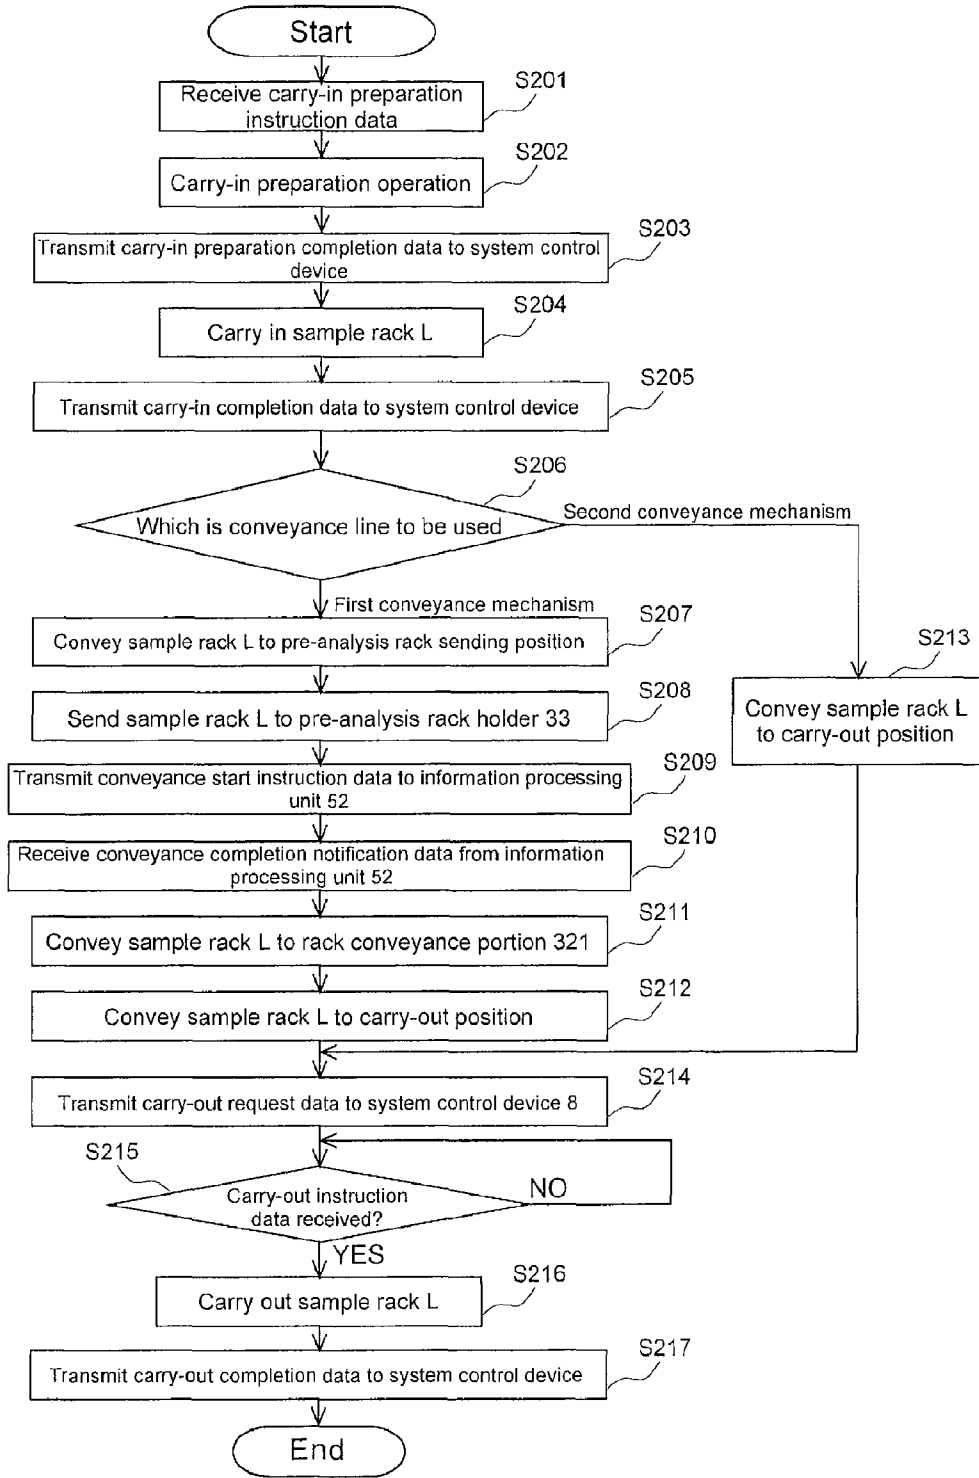 Start
S201
Receive carry-in preparation
instruction data
S202
Carry-in preparation operation
S203
Transmit carry-in preparation completion data to system control
device
S204
Carry in sample rack L
S205
Transmit carry-in completion data to system control device
S206
Which is conveyance line to be used
Second conveyance mechanism
First conveyance mechanism
S207
Convey sample rack L to pre-analysis rack sending position
S208
Send sample rack L to pre-analysis rack holder 33
S213
Convey sample rack L
to carry-out position
S209
Transmit conveyance start instruction data to information processing
unit 52
S210
Receive conveyance completion notification data from information
processing unit 52
S211
Convey sample rack L to rack conveyance portion 321
S212
Convey sample rack L to carry-out position
S214
Transmit carry-out request data to system control device 8
S215
Carry-out instruction
data received?
NO
YES
S216
Carry out sample rack L
S217
Transmit carry-out completion data to system control device
End